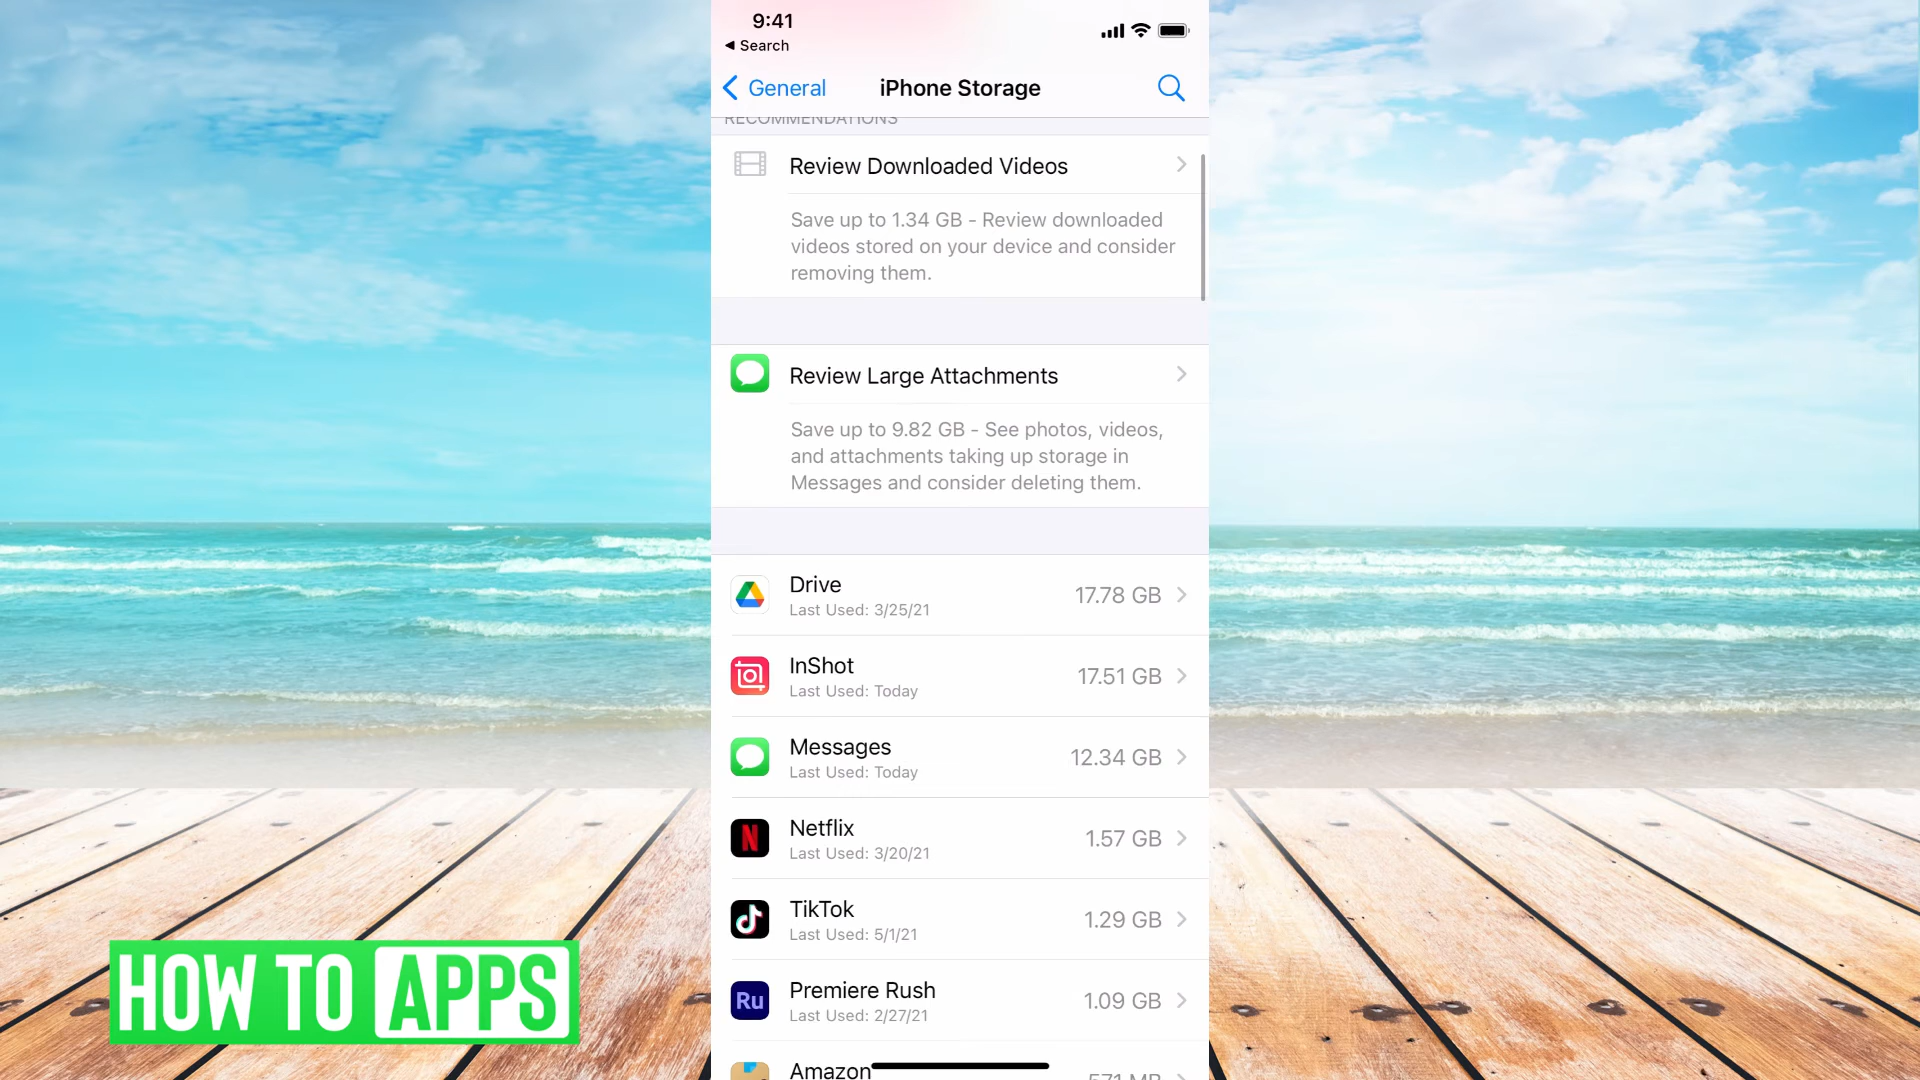 9:41
◀ Search
General
iPhone Storage
RECOMMENDATIONS
Review Downloaded Videos
Save up to 1.34 GB - Review downloaded
videos stored on your device and consider
removing them.
Review Large Attachments
Save up to 9.82 GB - See photos, videos,
and attachments taking up storage in
Messages and consider deleting them.
Drive
17.78 GB
Last Used: 3/25/21
InShot
17.51 GB
Last Used: Today
Messages
12.34 GB
Last Used: Today
Netflix
1.57 GB
Last Used: 3/20/21
TikTok
1.29 GB
Last Used: 5/1/21
Ru
Premiere Rush
1.09 GB
Last Used: 2/27/21
Amazon
571 MB
HOW TO APPS